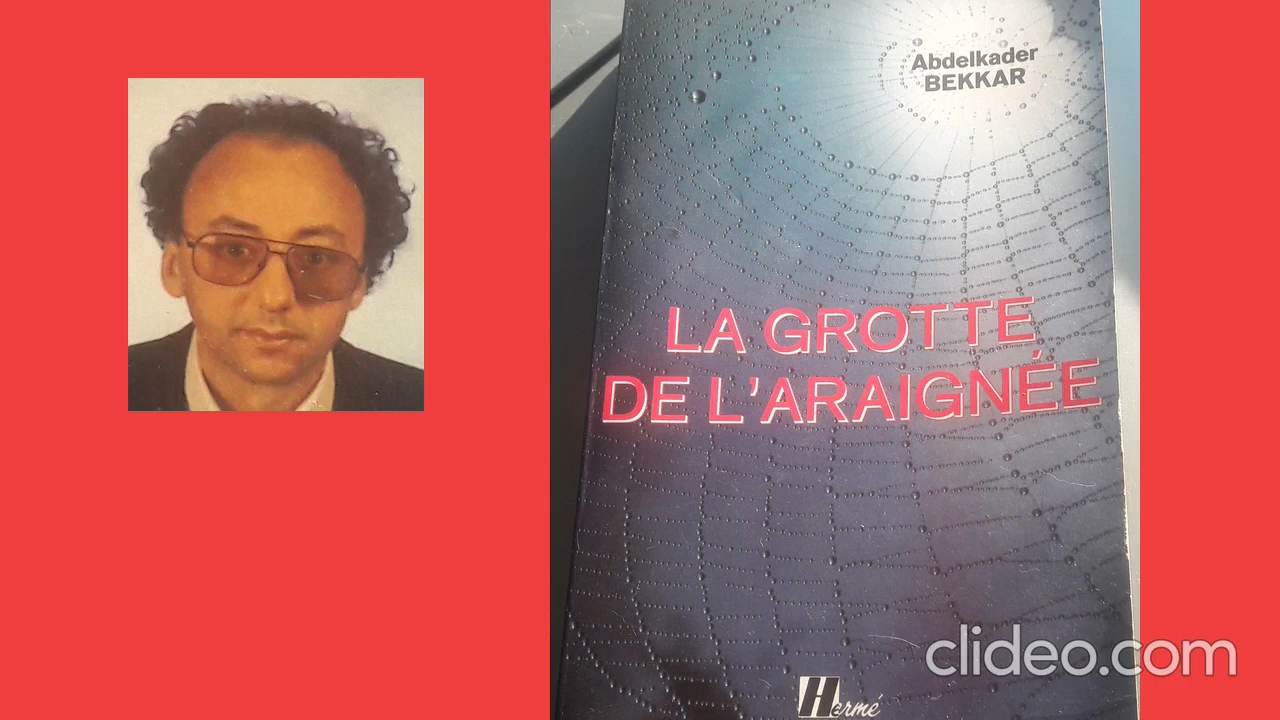 Abdelkader
BEKKAR
LA GROTTE
DE L'ARAIGNÉE
Hermé
clideo.com